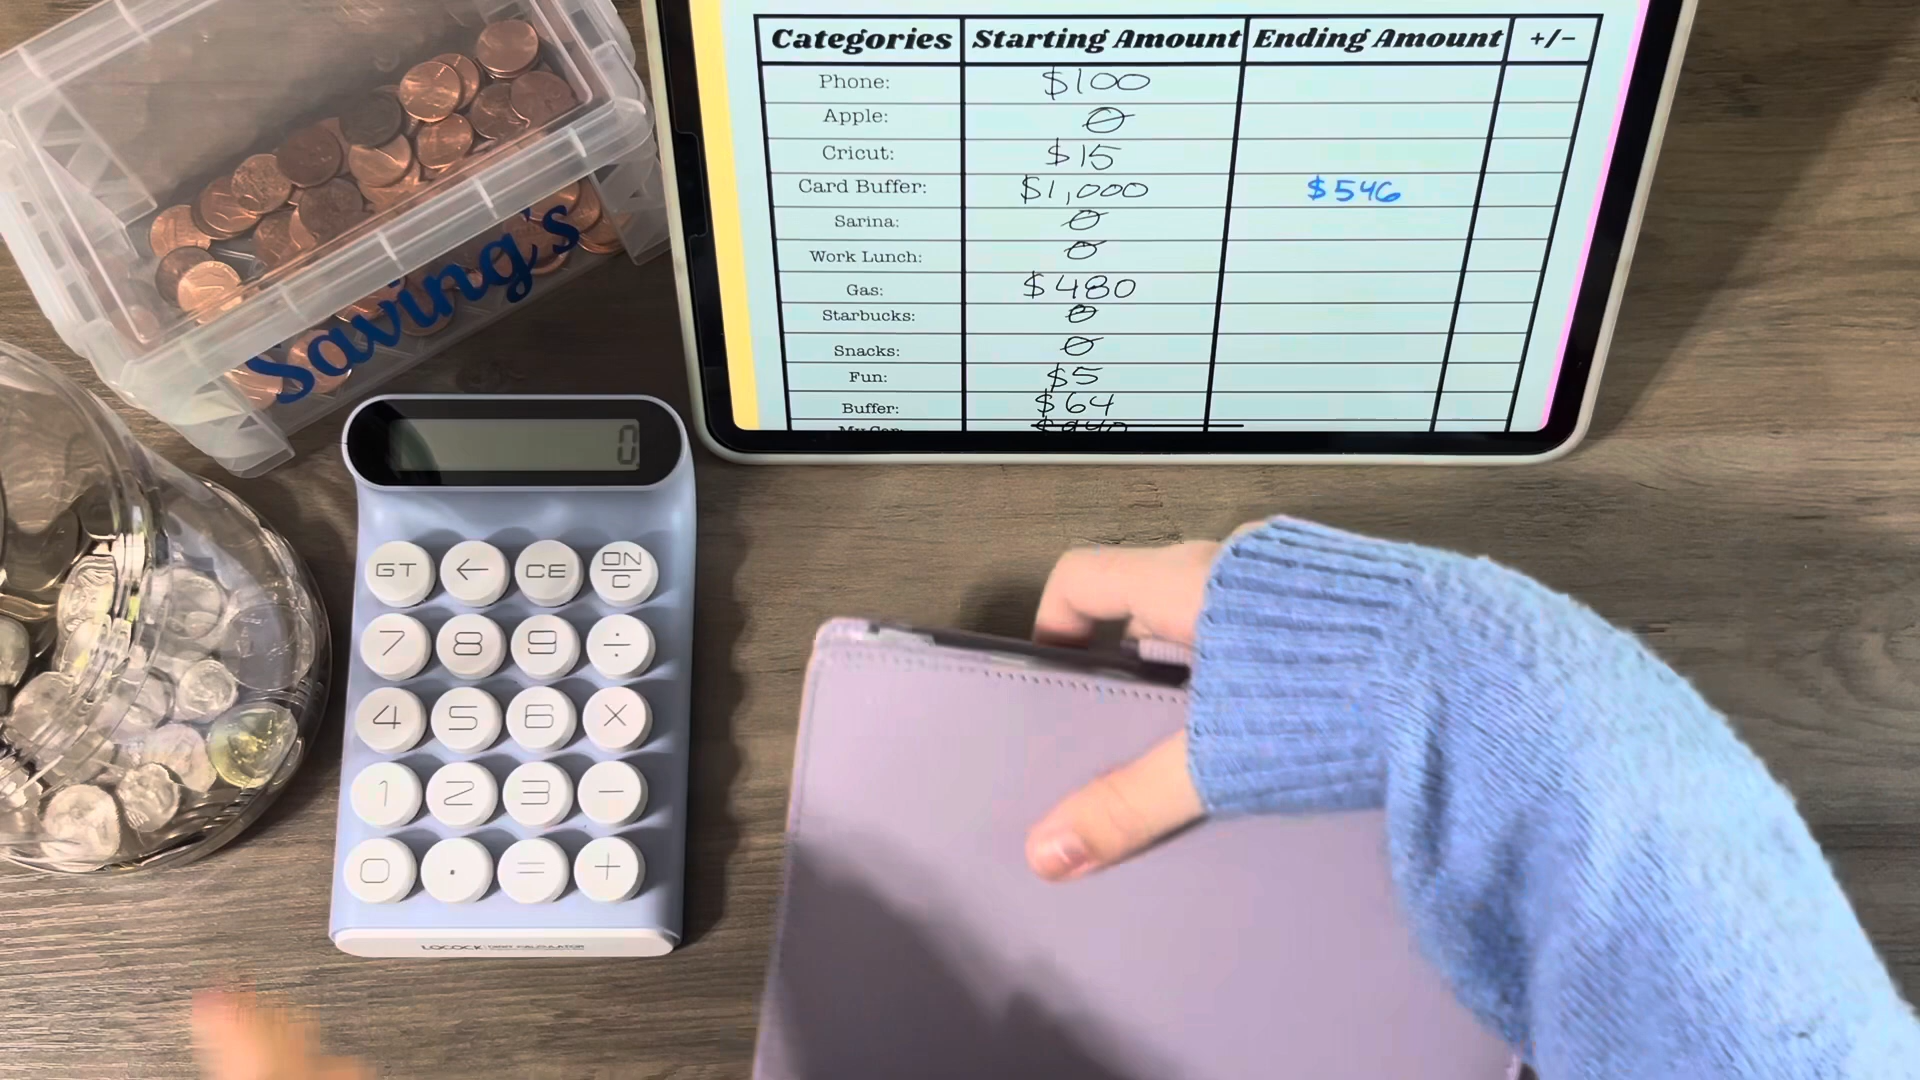 Categories Starting Amount Ending Amount +/-
Phone: $100
Apple: 0
Cricut: $15
Card Buffer: $1,000 $546
Sarina: 0
Work Lunch: 0
Gas: $480
Starbucks: 0
Snacks: 0
Fun: $5
Buffer: $64
Saving's
0
GT ← CE ON/C
7 8 9 ÷
4 5 6 X
1 2 3 −
0 . = +
LOCOCK